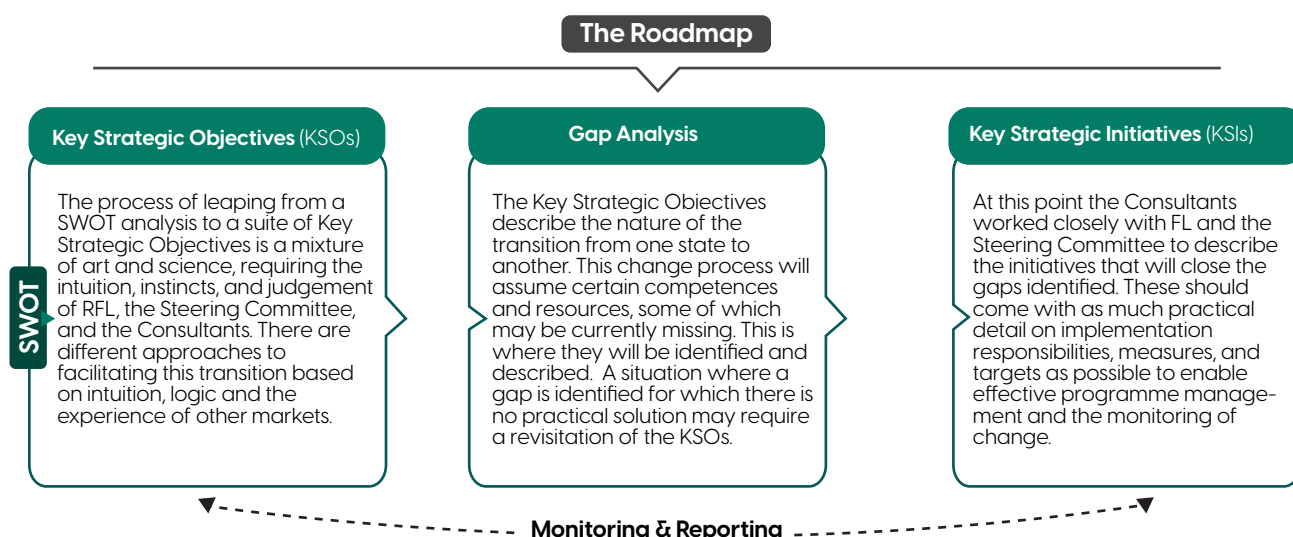 The Roadmap
Key Strategic Objectives (KSOs)
SWOT
The process of leaping from a
SWOT analysis to a suite of Key
Strategic Objectives is a mixture
of art and science, requiring the
intuition, instincts, and judgement
of RFL, the Steering Committee,
and the Consultants. There are
different approaches to
facilitating this transition based
on intuition, logic and the
experience of other markets.
Gap Analysis
The Key Strategic Obiectives
describe the nature of the
transition from one state to
another. This change process will
assume certain competences
and resources, some of which
may be currently missing. This is
where they will be identified and
described.  A situation where a
gap is identified for which there is
no practical solution may require
a revisitation of the KSOs.
Key Strategic Initiatives (KSIs)
At this point the Consultants
worked closely with FL and the
Steering Committee to describe
the initiatives that will close the
gaps identified. These should
come with as much practical
detail on implementation
responsibilities, measures, and
targets as possible to enable
effective programme manage-
ment and the monitoring of
change.
Monitoring & Reporting